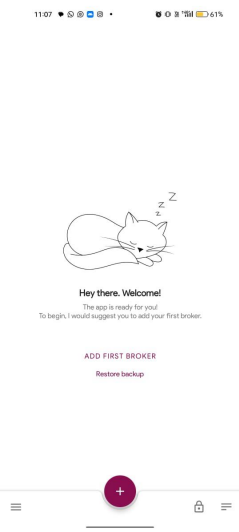 11:07
61%
Z
Z
Z
Hey there. Welcome!
The app is ready for you!
To begin, I would suggest you to add your first broker.
ADD FIRST BROKER
Restore backup